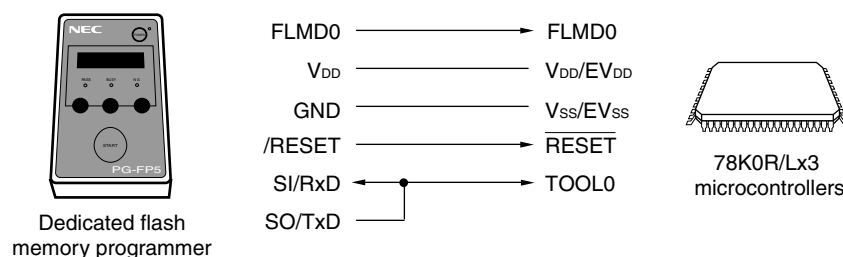 NEC
START
PG-FP5
Dedicated flash
memory programmer
FLMD0 FLMD0
VDD VDD/EVDD
GND VSS/EVSS
/RESET RESET
SI/RxD TOOL0
SO/TxD
78K0R/Lx3
microcontrollers